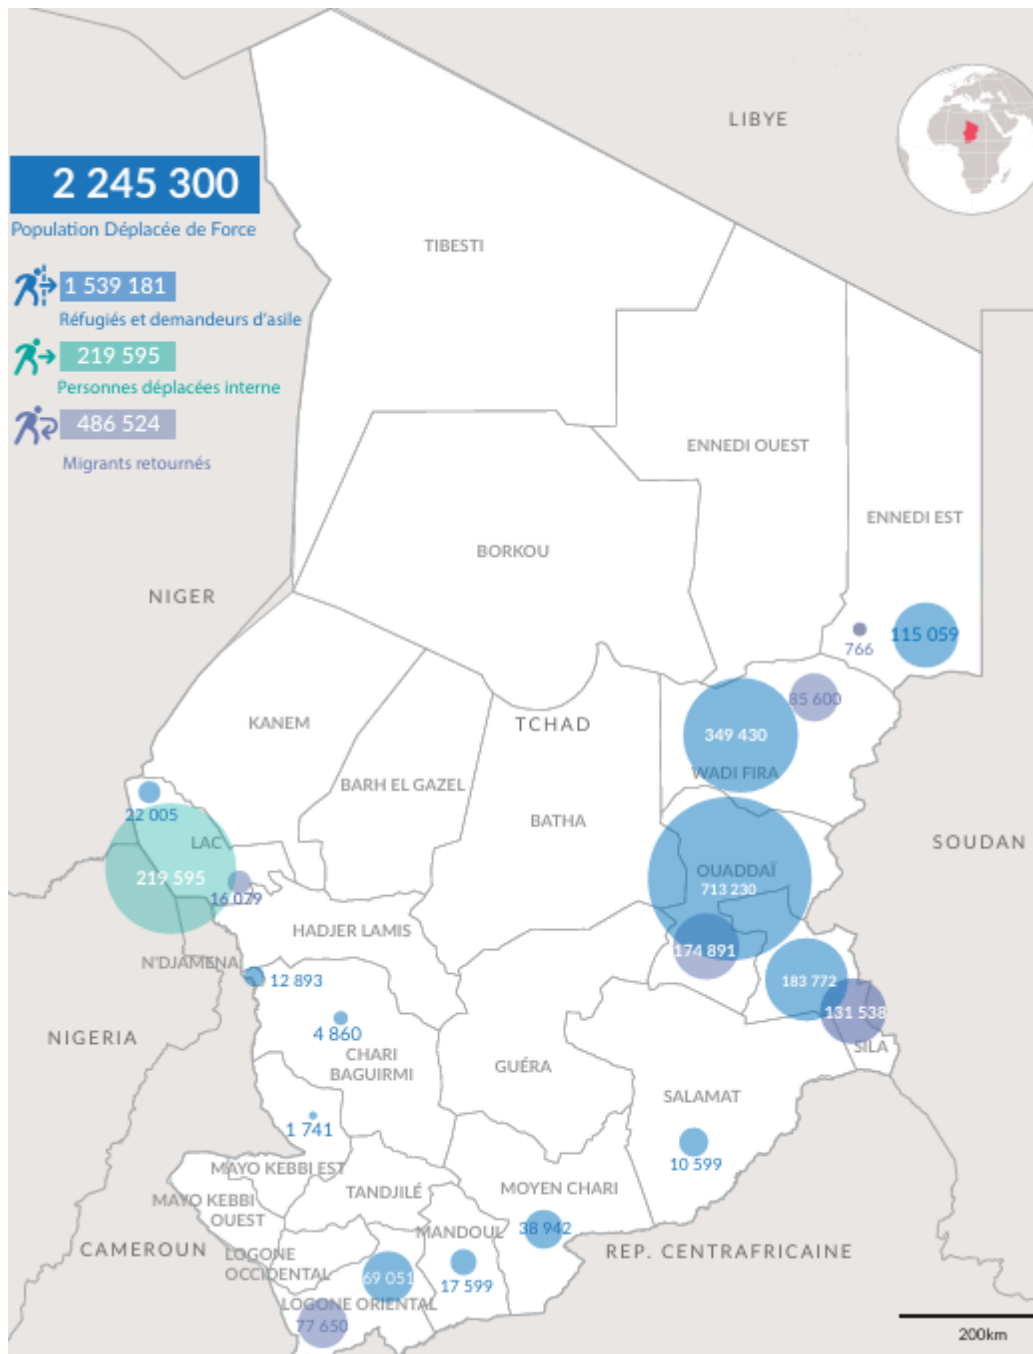 LIBYE
2 245 300
Population Déplacée de Force
TIBESTI
1 539 181
Réfugiés et demandeurs d'asile
219 595
Personnes déplacées interne
486 524
Migrants retournés
ENNEDI OUEST
ENNEDI EST
BORKOU
NIGER
115 059
766
85 600
KANEM
TCHAD
349 430
WADI FIRA
BARH EL GAZEL
22 005
BATHA
LAC
SOUDAN
219 595
OUADDAÏ
713 230
16 079
HADJER LAMIS
174 891
N'DJAMENA
12 893
183 772
131 538
4 860
NIGERIA
SILA
CHARI
BAGUIRMI
GUÉRA
SALAMAT
1 741
10 599
MAYO KEBBI EST
TANDJILÉ
MOYEN CHARI
MAYO KEBBI
OUEST
38 942
MANDOUL
CAMEROUN
REP. CENTRAFRICAINE
LOGONE
OCCIDENTAL
69 051
17 599
LOGONE ORIENTAL
77 650
200km